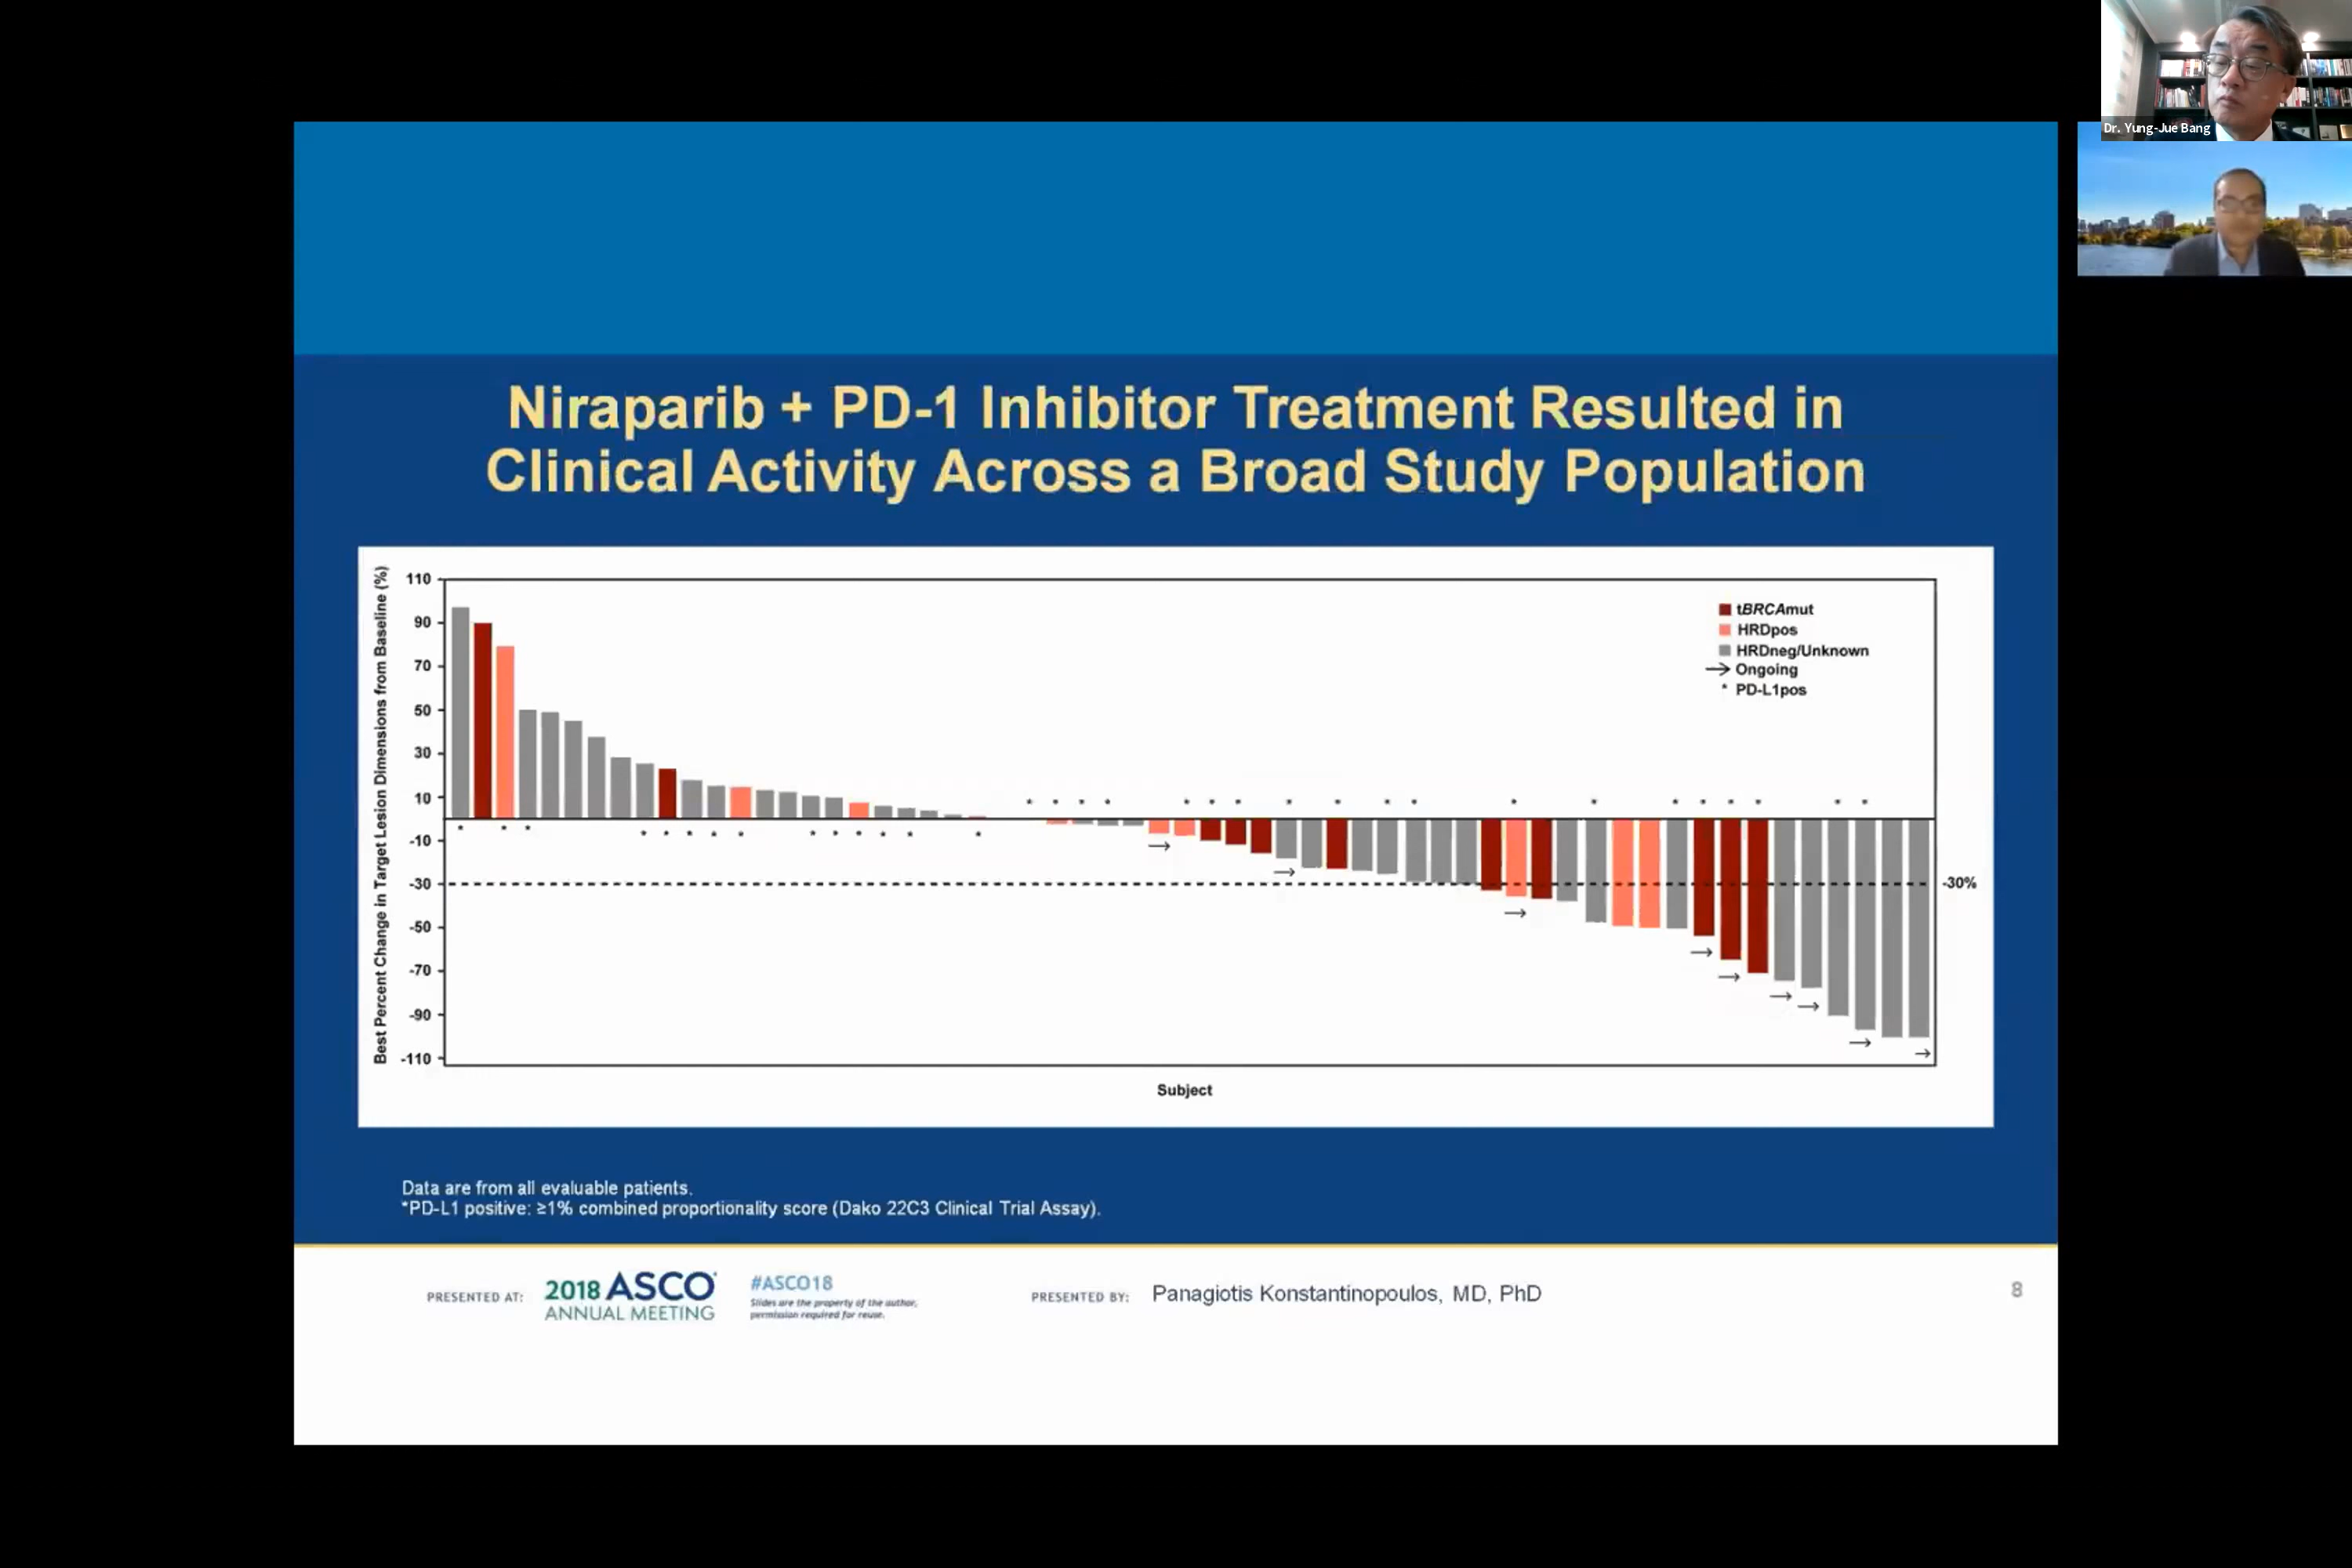 Dr. Yung-Jue Bang
Niraparib + PD-1 Inhibitor Treatment Resulted in
Clinical Activity Across a Broad Study Population
Best Percent Change in Target Lesion Dimensions from Baseline (%)
110
90
70
50
30
10
-10
-30
-50
-70
-90
-110
tBRCAmut
HRDpos
HRDneg/Unknown
→ Ongoing
* PD-L1pos
-30%
Subject
Data are from all evaluable patients.
*PD-L1 positive: ≥1% combined proportionality score (Dako 22C3 Clinical Trial Assay).
PRESENTED AT:
2018 ASCO
ANNUAL MEETING
#ASCO18
Slides are the property of the author,
permission required for reuse.
PRESENTED BY:
Panagiotis Konstantinopoulos, MD, PhD
8